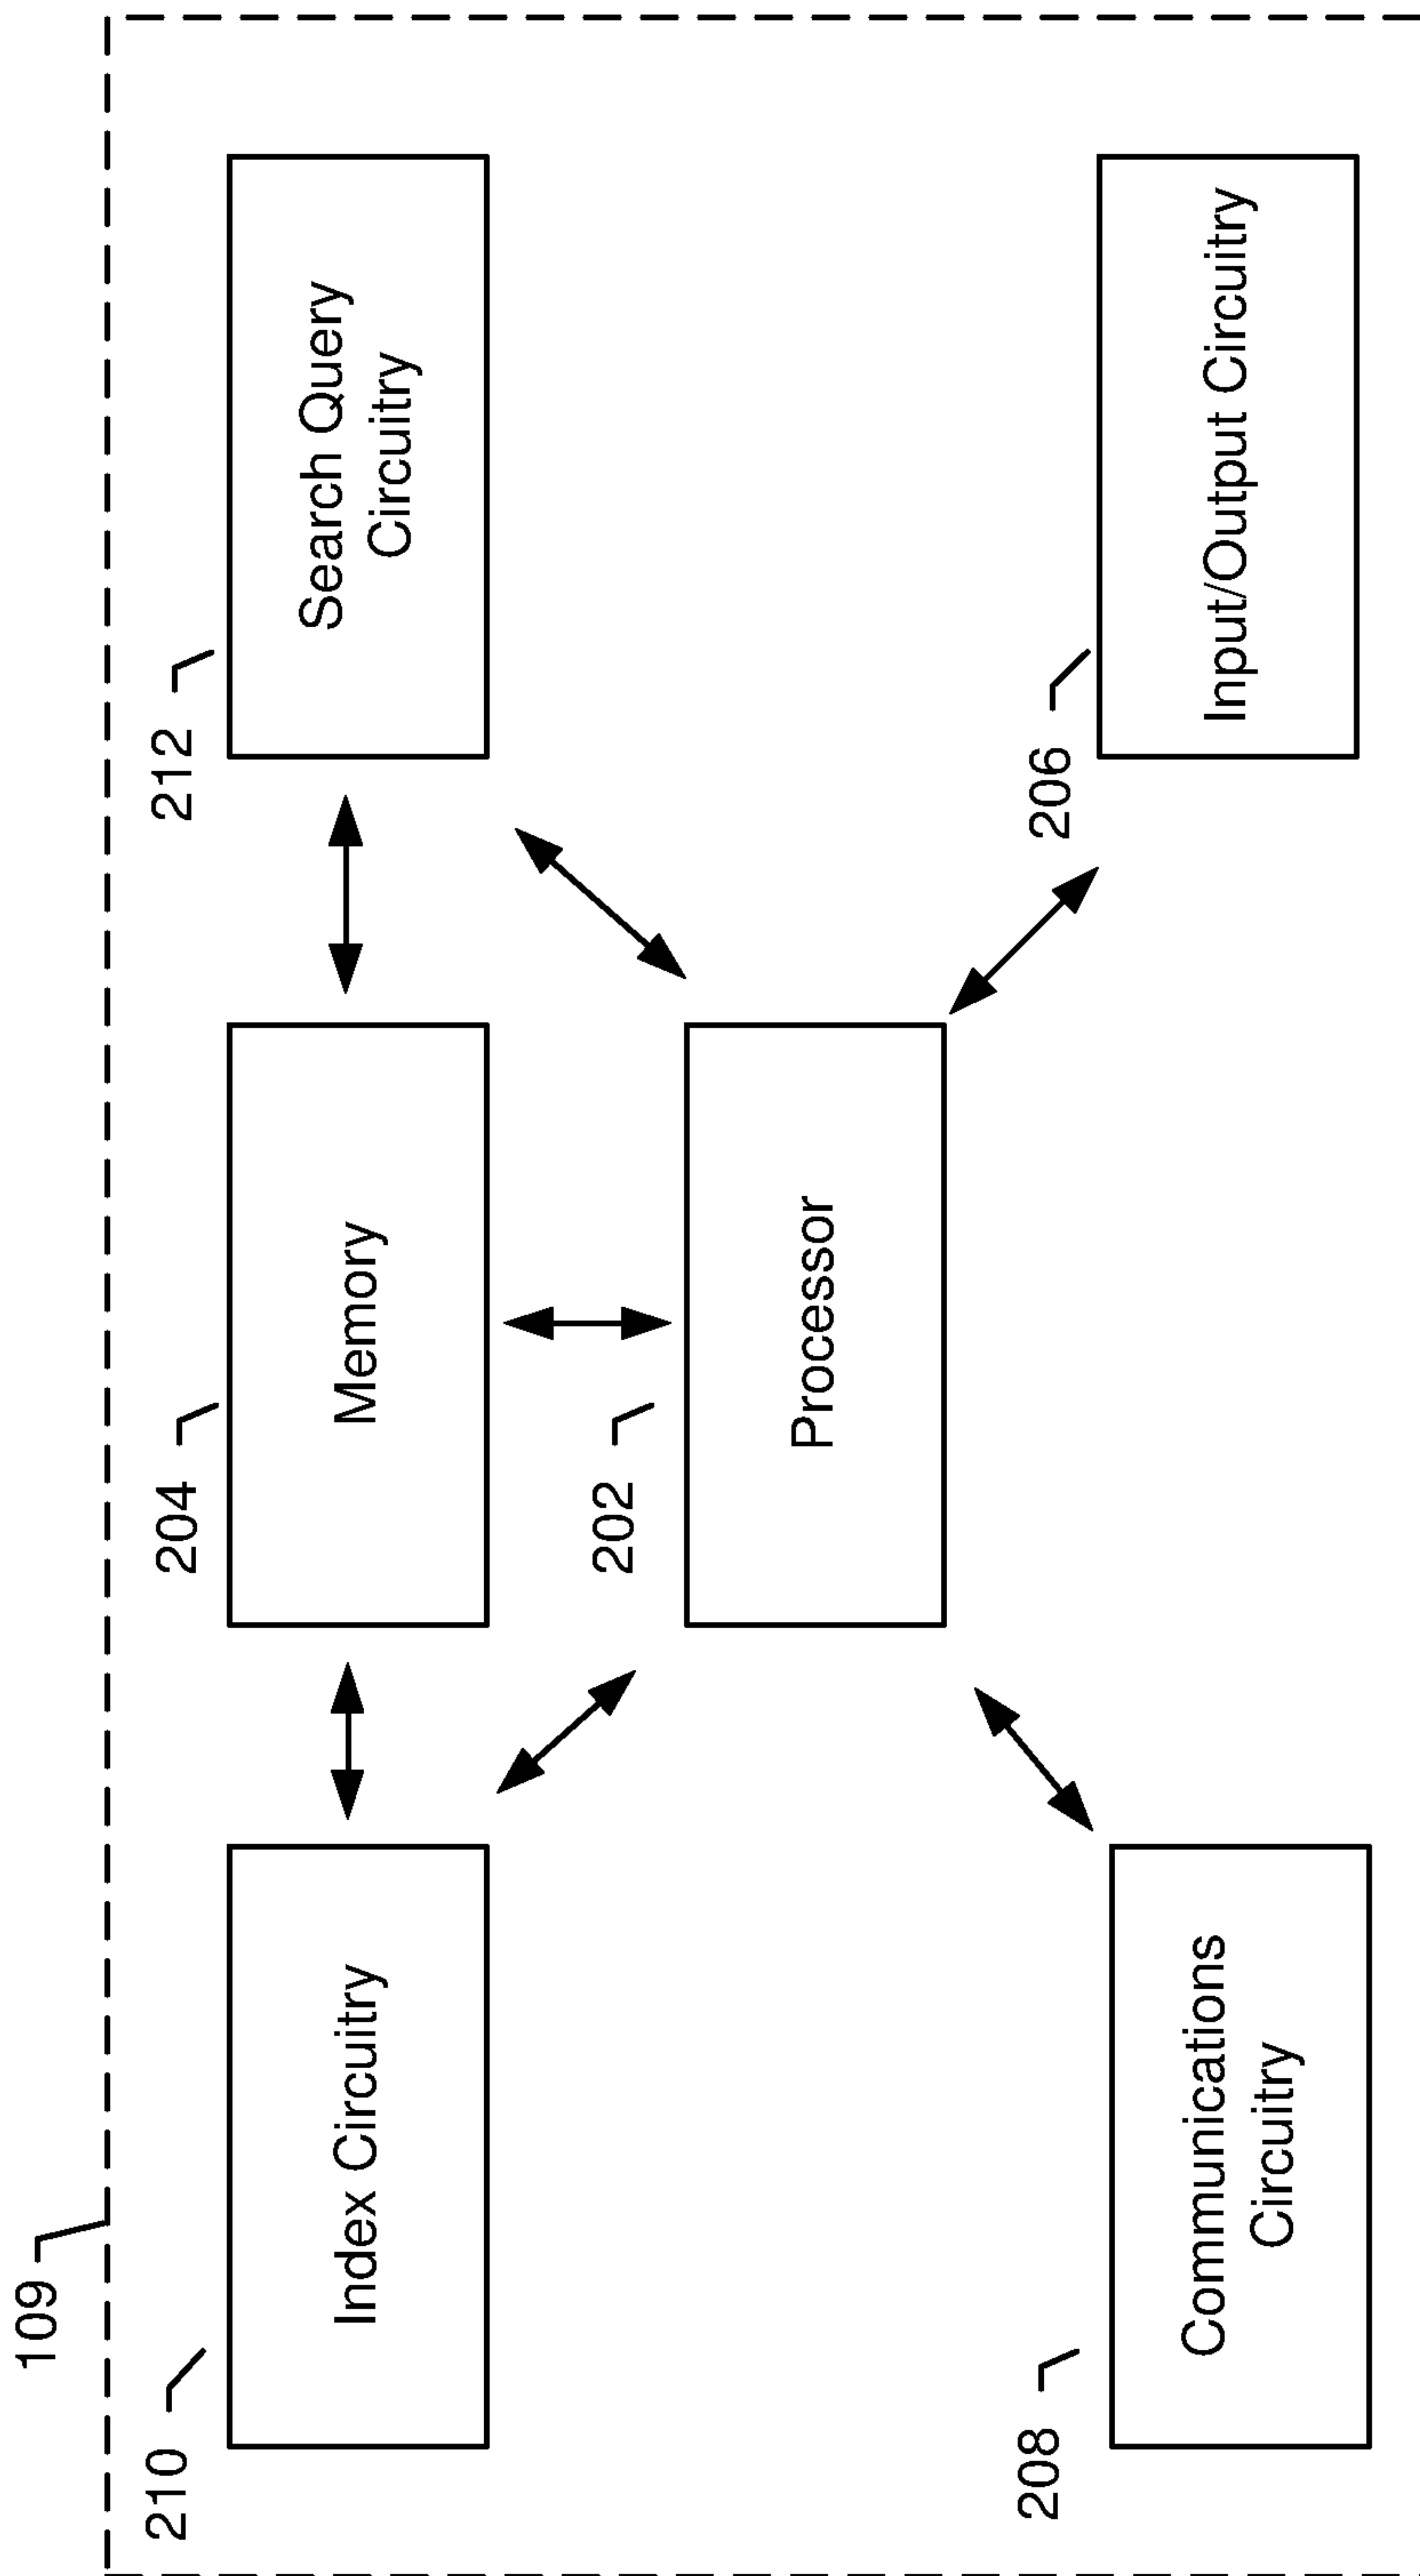 109
210
Index Circuitry
204
Memory
212
Search Query
Circuitry
202
Processor
208
Communications
Circuitry
206
Input/Output Circuitry